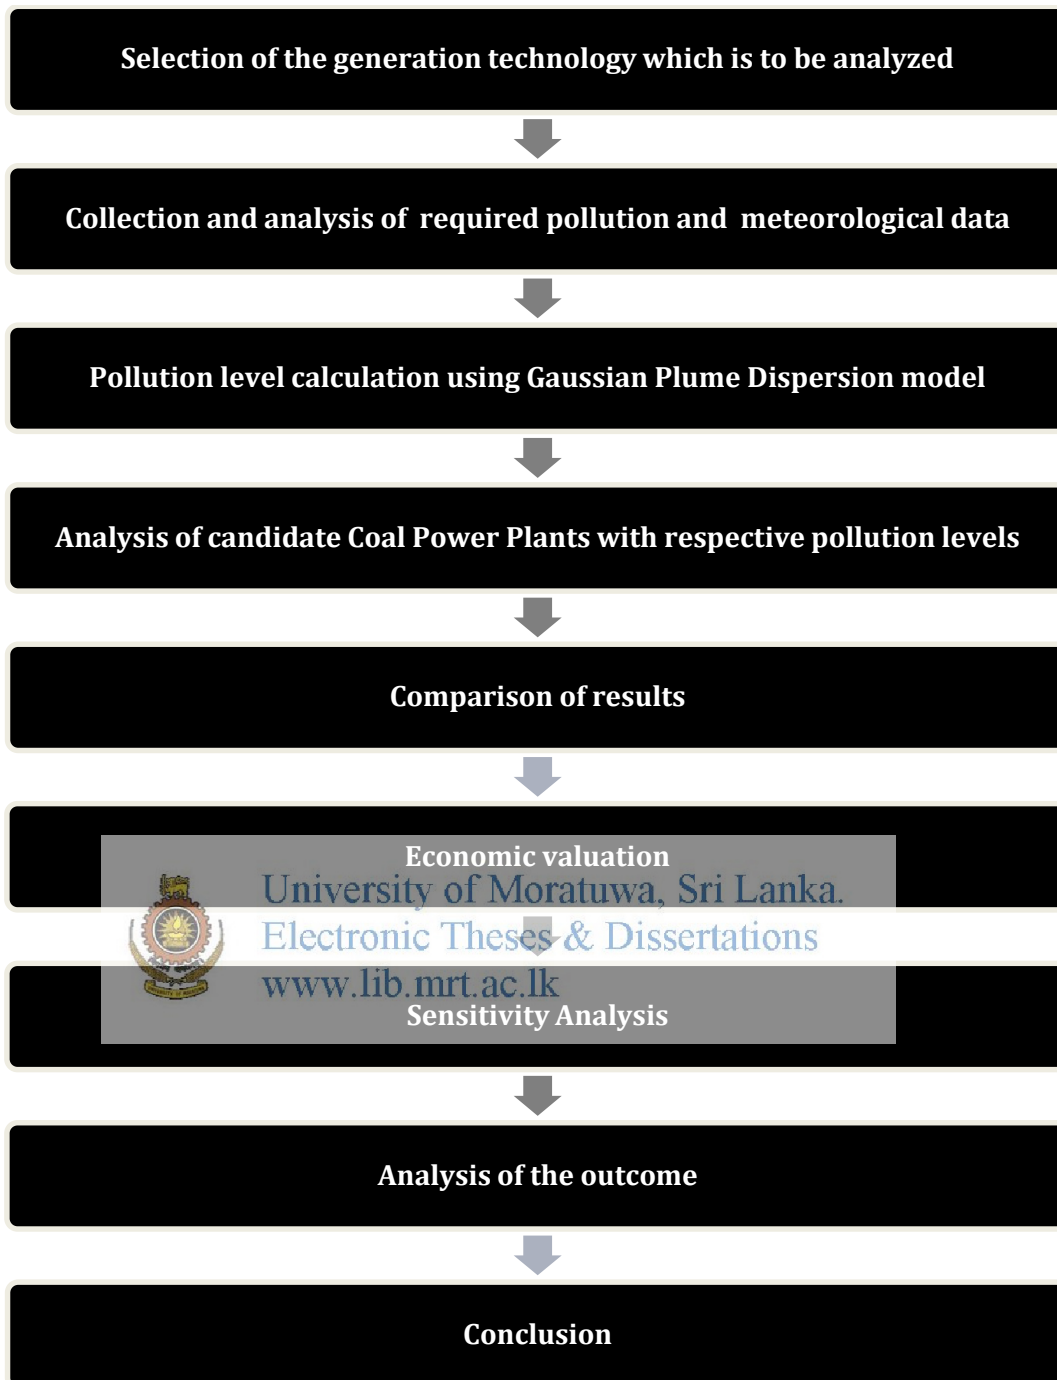 Selection of the generation technology which is to be analyzed
Collection and analysis of required pollution and meteorological data
Pollution level calculation using Gaussian Plume Dispersion model
Analysis of candidate Coal Power Plants with respective pollution levels
Comparison of results
Economic valuation
University of Moratuwa, Sri Lanka.
Electronic Theses & Dissertations
www.lib.mrt.ac.lk
Sensitivity Analysis
Analysis of the outcome
Conclusion